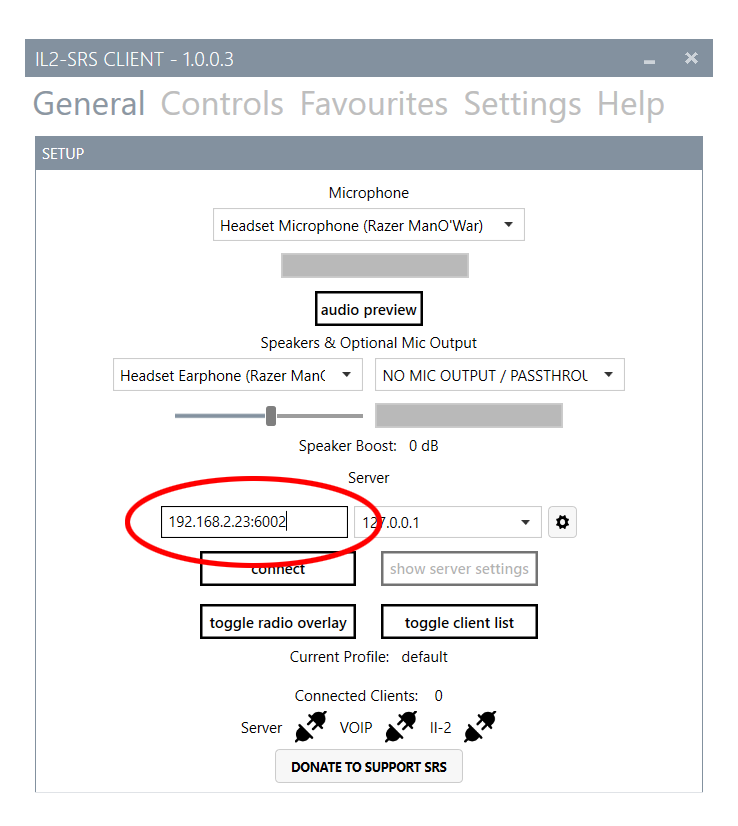 IL2-SRS CLIENT - 1.0.0.3
General Controls Favourites Settings Help
SETUP
Microphone
Headset Microphone (Razer ManO'War)
audio preview
Speakers & Optional Mic Output
Headset Earphone (Razer ManO NO MIC OUTPUT / PASSTHROU
Speaker Boost: 0 dB
Server
192.168.2.23:6002 127.0.0.1
connect show server settings
toggle radio overlay toggle client list
Current Profile: default
Connected Clients: 0
Server VOIP Il-2
DONATE TO SUPPORT SRS